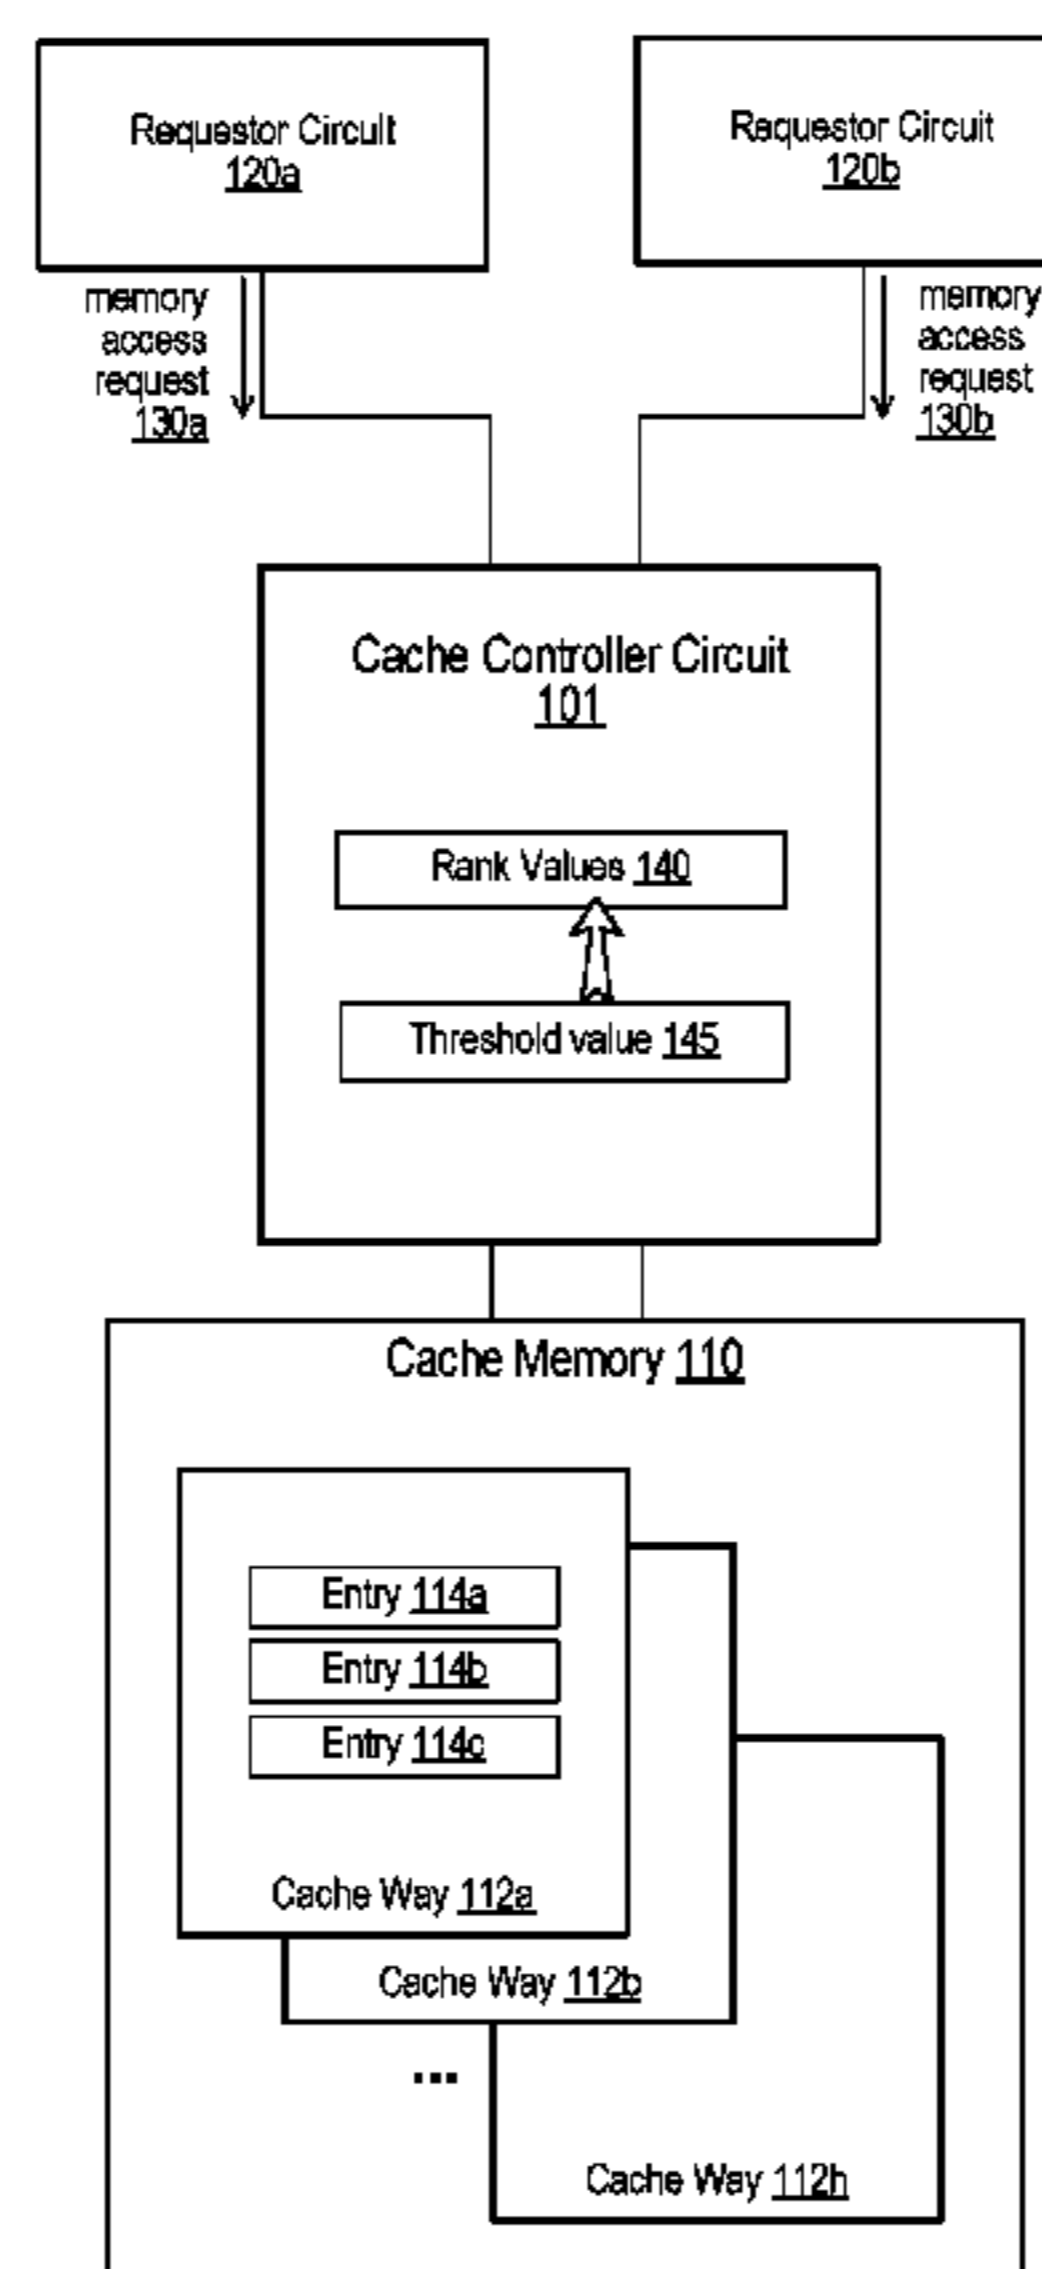 Requestor Circuit
120a
Requestor Circuit
120b
memory
access
request
130a
memory
access
request
130b
Cache Controller Circuit
101
Rank Values 140
Threshold value 145
Cache Memory 110
Entry 114a
Entry 114b
Entry 114c
Cache Way 112a
Cache Way 112b
...
Cache Way 112h